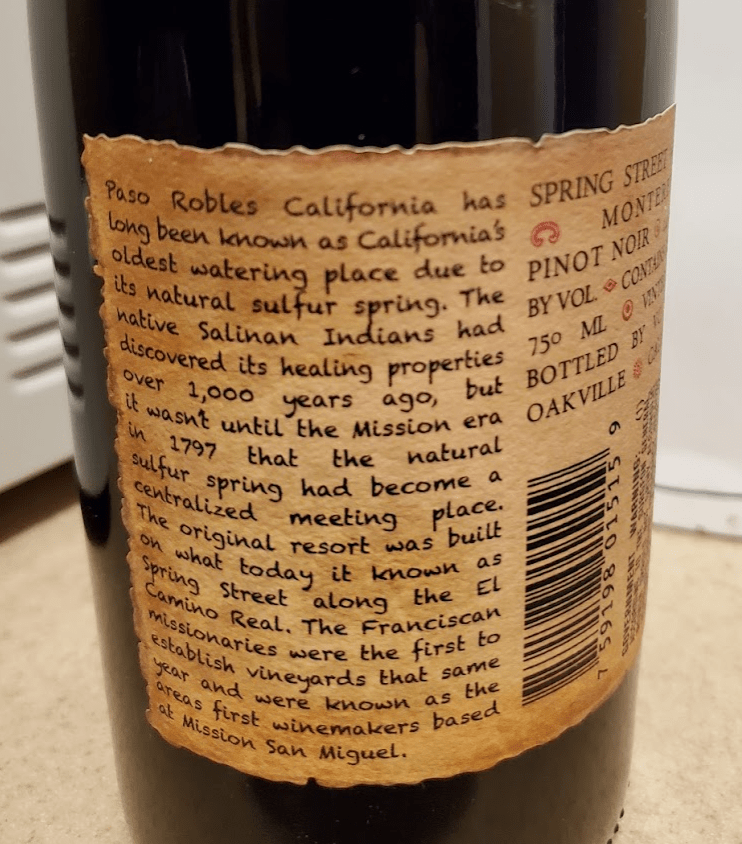 Paso Robles California has
long been known as California's
oldest watering place due to
its natural sulfur spring. The
native Salinan Indians had
discovered its healing properties
over 1,000 years ago, but
it wasn't until the Mission era
in 1797 that the natural
sulfur spring had become a
centralized meeting place.
The original resort was built
on what today it known as
Spring Street along the El
Camino Real. The Franciscan
missionaries were the first to
establish vineyards that same
year and were known as the
areas first winemakers based
at Mission San Miguel.
SPRING STREET
PINOT NOIR
BY VOL.
750 ML
BOTTLED BY
OAKVILLE
7 59198 01515 9
GOVERNMENT WARNING: